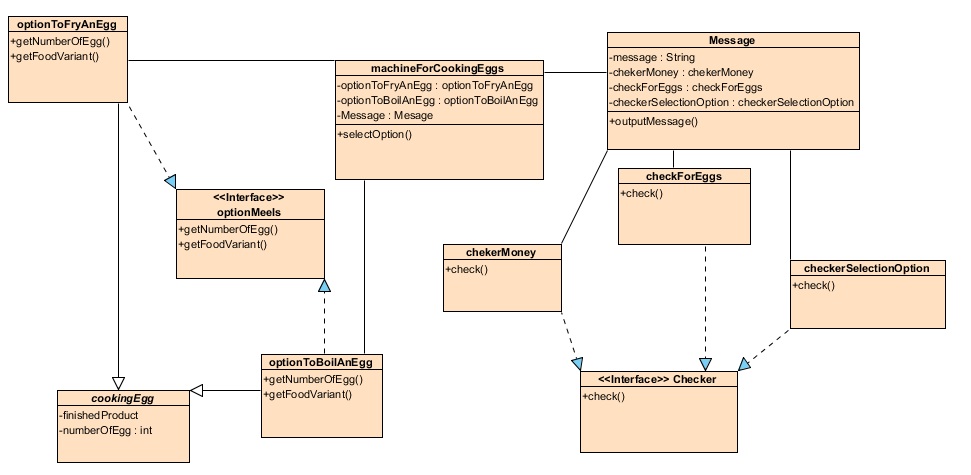 optionToFryAnEgg
+getNumberOfEgg()
+getFoodVariant()
machineForCookingEggs
-optionToFryAnEgg : optionToFryAnEgg
-optionToBoilAnEgg : optionToBoilAnEgg
-Message : Mesage
+selectOption()
Message
-message : String
-chekerMoney : chekerMoney
-checkForEggs : checkForEggs
-checkerSelectionOption : checkerSelectionOption
+outputMessage()
<<Interface>>
optionMeels
+getNumberOfEgg()
+getFoodVariant()
checkForEggs
+check()
chekerMoney
+check()
checkerSelectionOption
+check()
optionToBoilAnEgg
+getNumberOfEgg()
+getFoodVariant()
<<Interface>> Checker
+check()
cookingEgg
-finishedProduct
-numberOfEgg : int